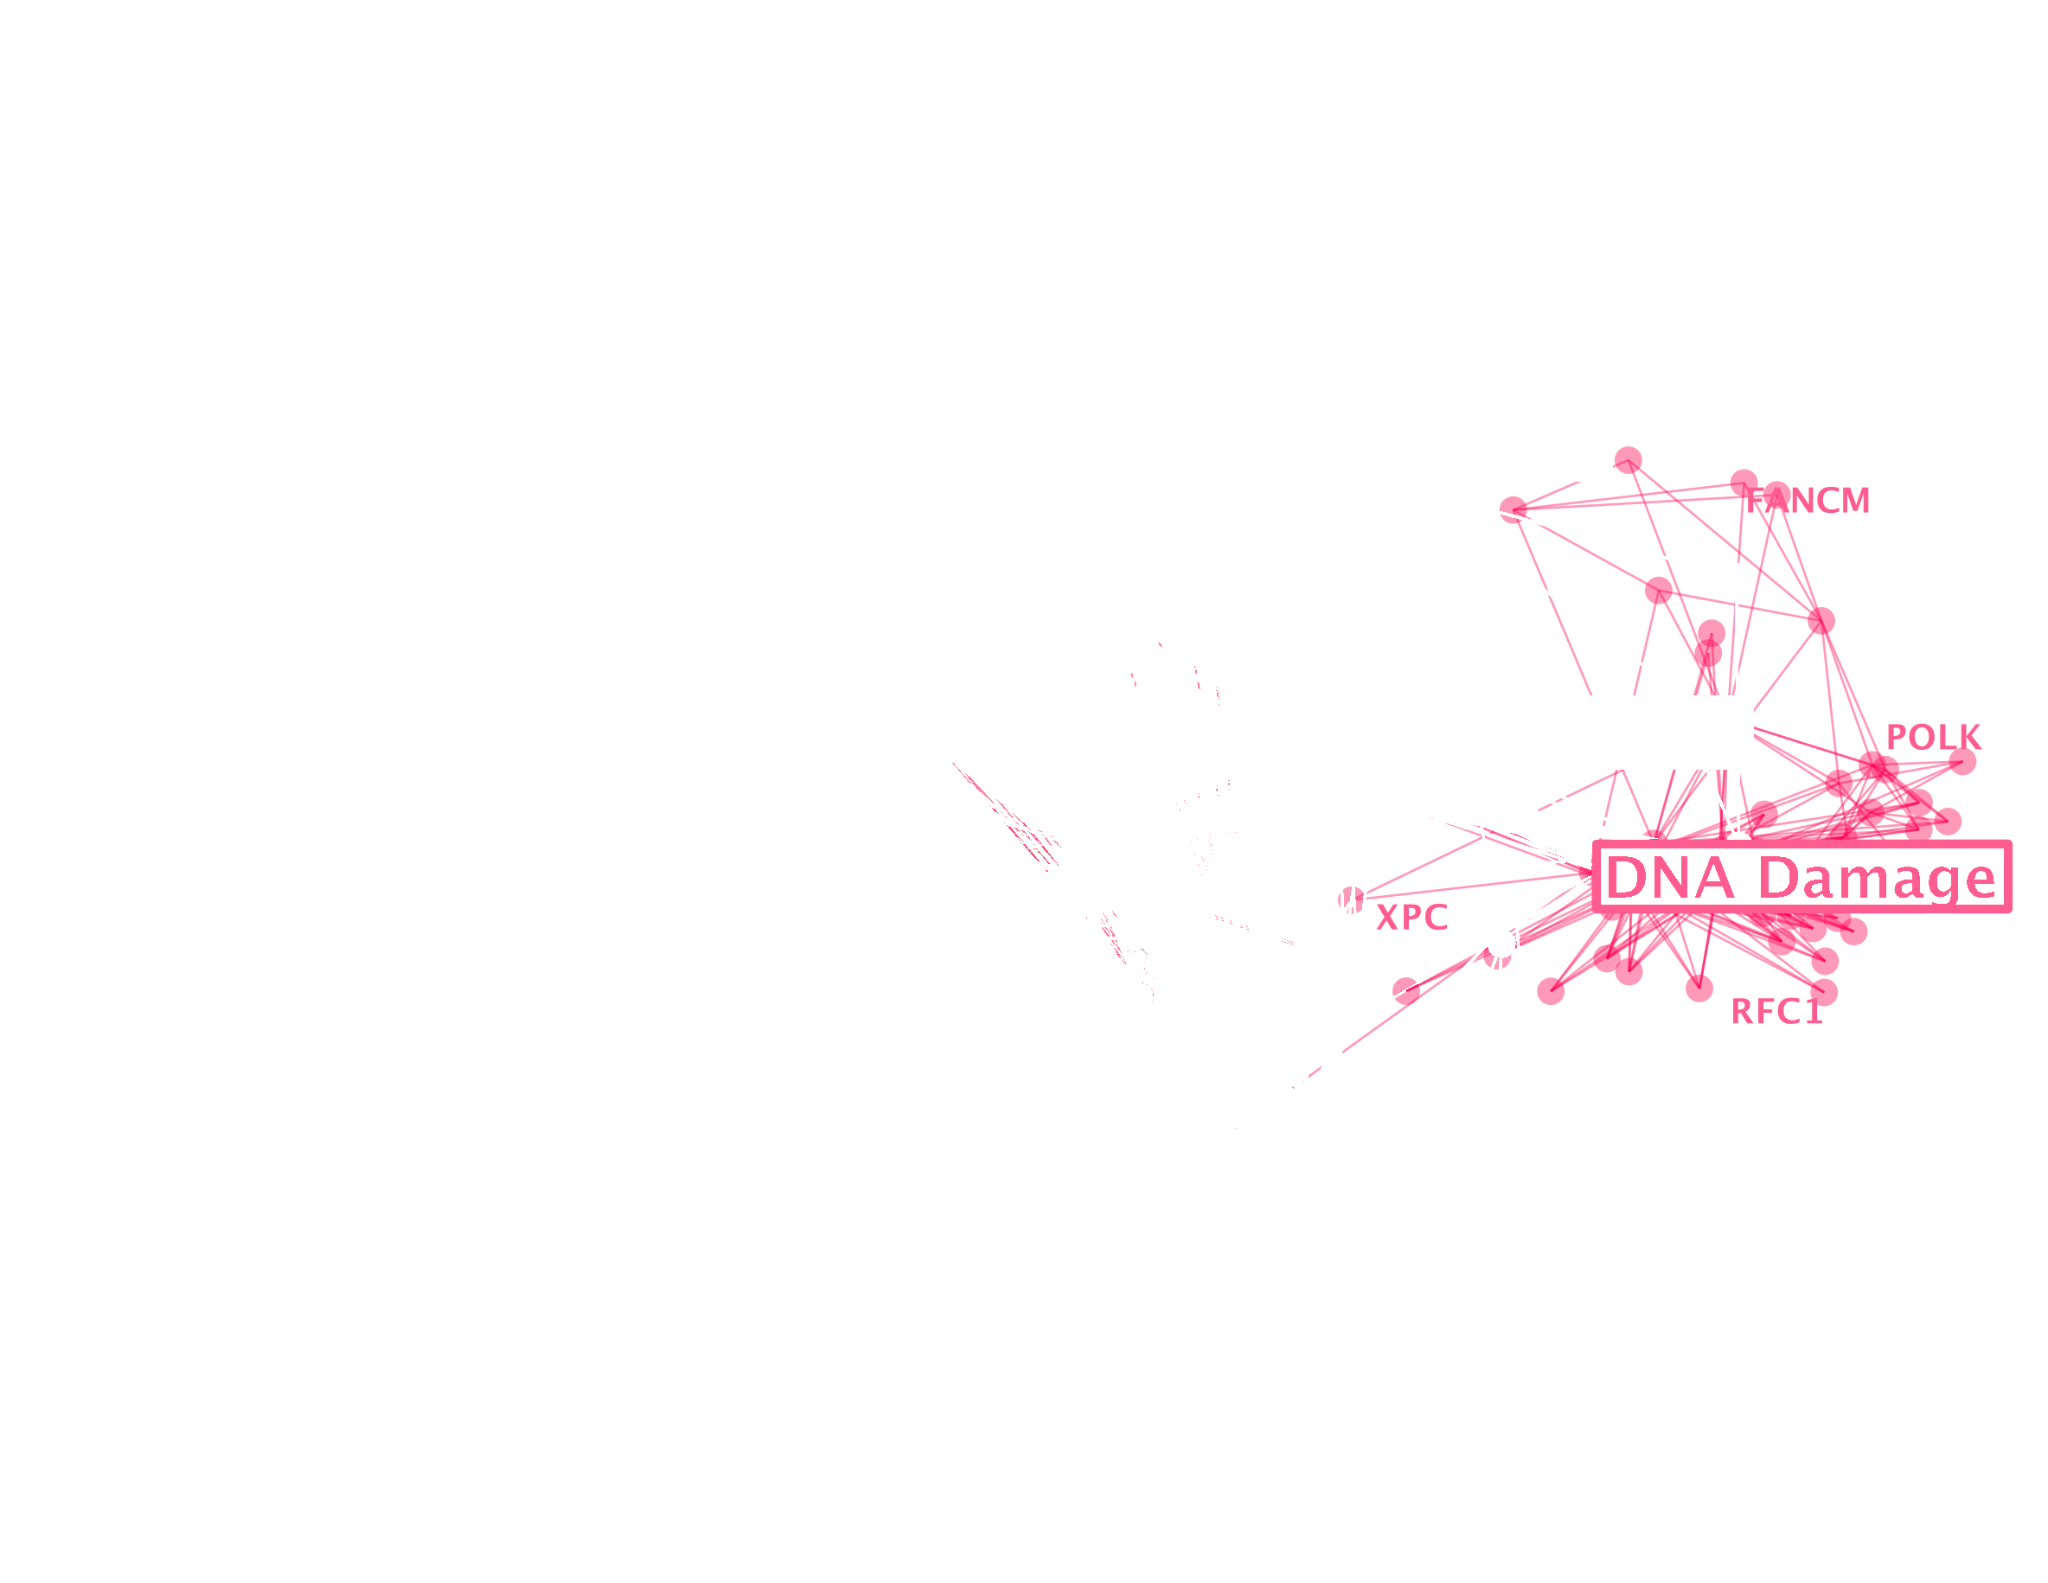 FANCM
POLK
DNA Damage
XPC
RFC1